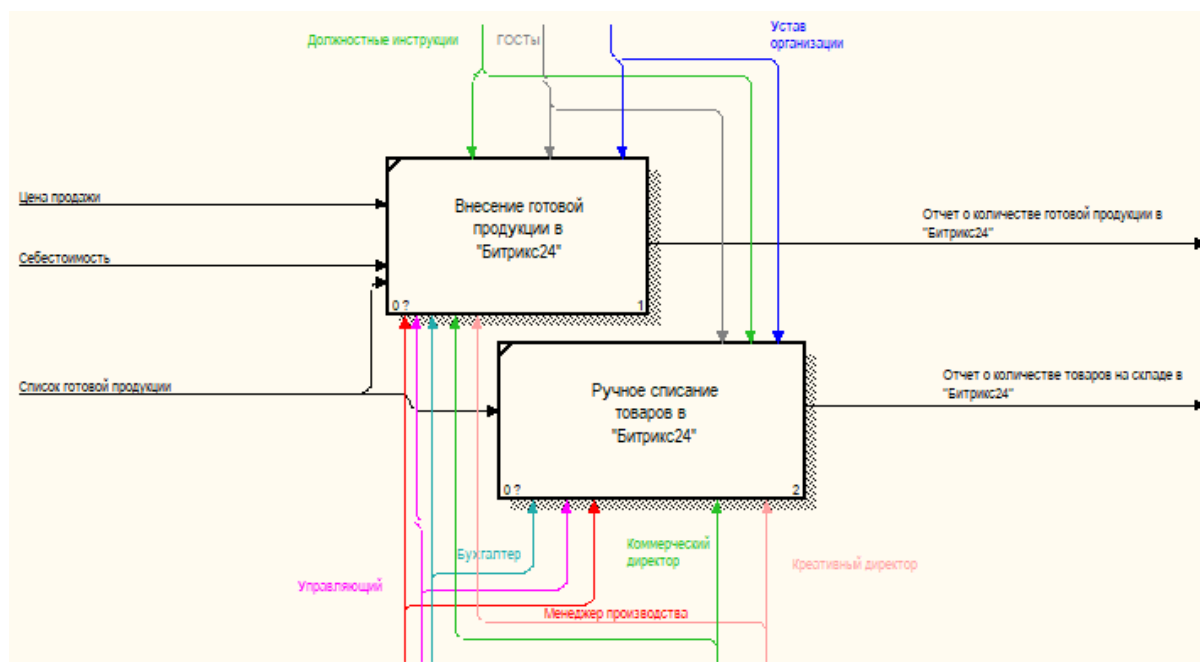 Должностные инструкции
ГОСТы
Устав
организации
Цена продажи
Себестоимость
Список готовой продукции
Внесение готовой
продукции в
"Битрикс24"
0 ?
1
Отчет о количестве готовой продукции в
"Битрикс24"
Ручное списание
товаров в
"Битрикс24"
0 ?
2
Отчет о количестве товаров на складе в
"Битрикс24"
Бухгалтер
Управляющий
Коммерческий
директор
Креативный директор
Менеджер производства